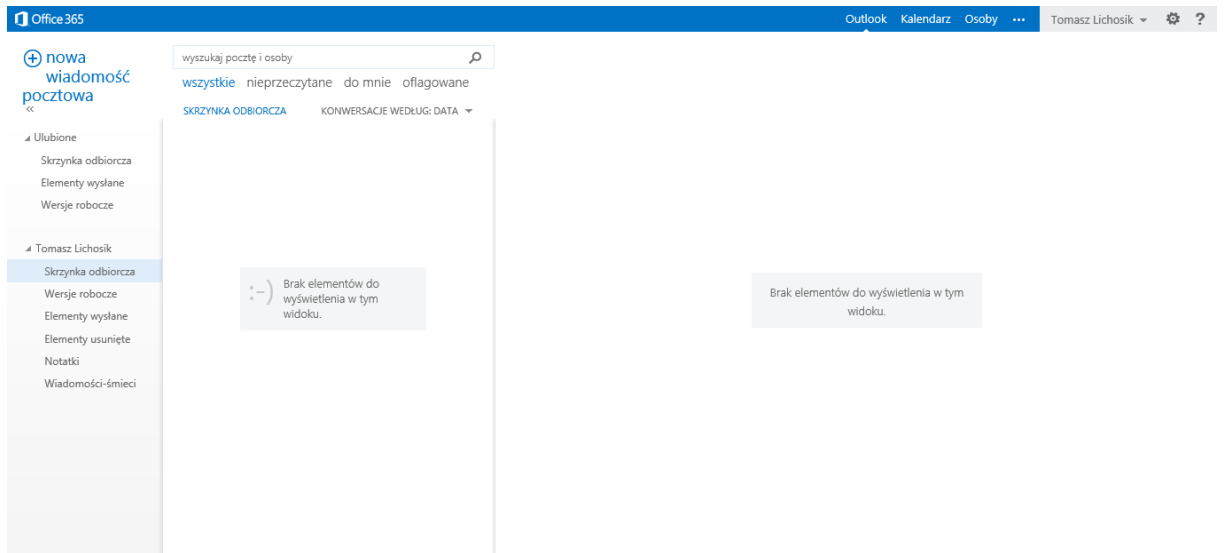 Office 365
Outlook Kalendarz Osoby ••• Tomasz Lichosik
?
nowa
wiadomość
pocztowa
«
wyszukaj pocztę i osoby
wszystkie nieprzeczytane do mnie oflagowane
SKRZYNKA ODBIORCZA KONWERSACJE WEDŁUG: DATA
Ulubione
Skrzynka odbiorcza
Elementy wysłane
Wersje robocze
Tomasz Lichosik
Skrzynka odbiorcza
Wersje robocze
Elementy wysłane
Elementy usunięte
Notatki
Wiadomości-śmieci
:-)
Brak elementów do
wyświetlenia w tym
widoku.
Brak elementów do wyświetlenia w tym
widoku.